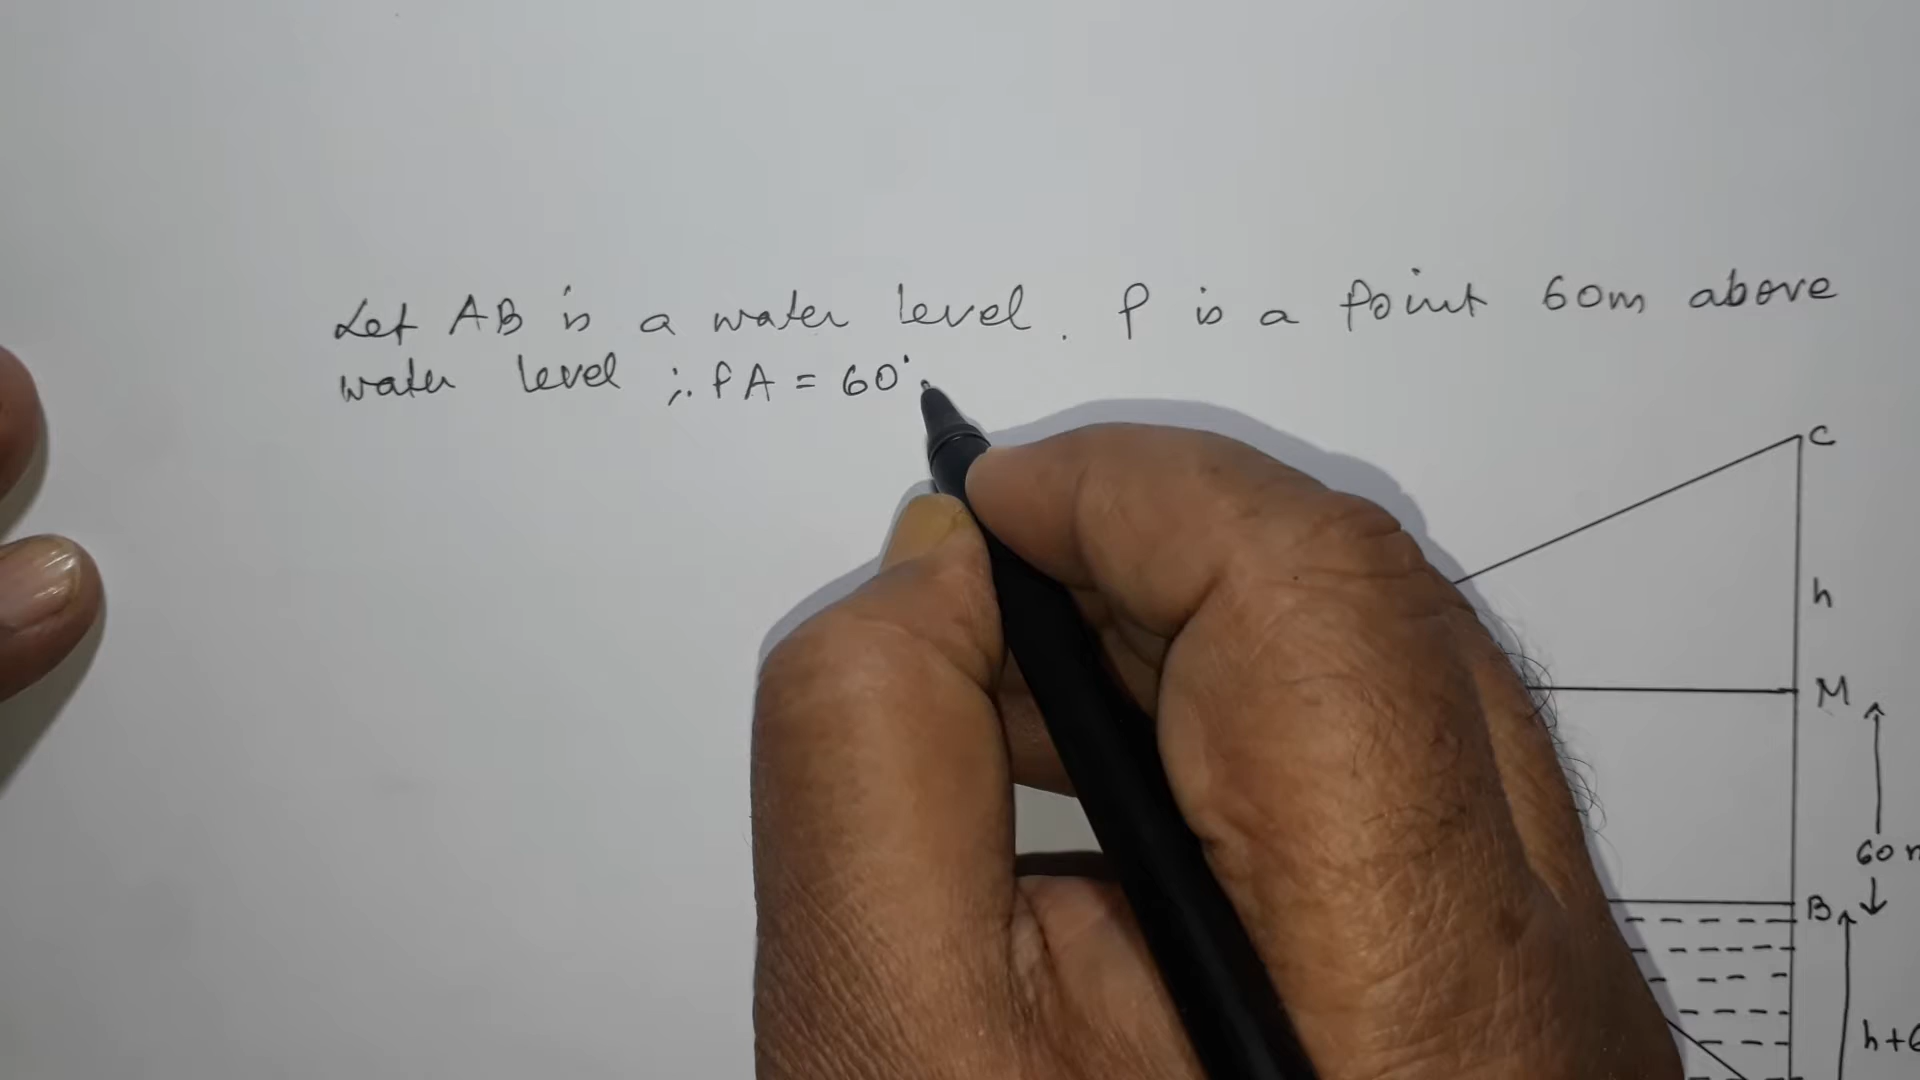 Let AB is a water level. P is a point 60m above
water level ∴ PA = 60
C
h
M
60
B